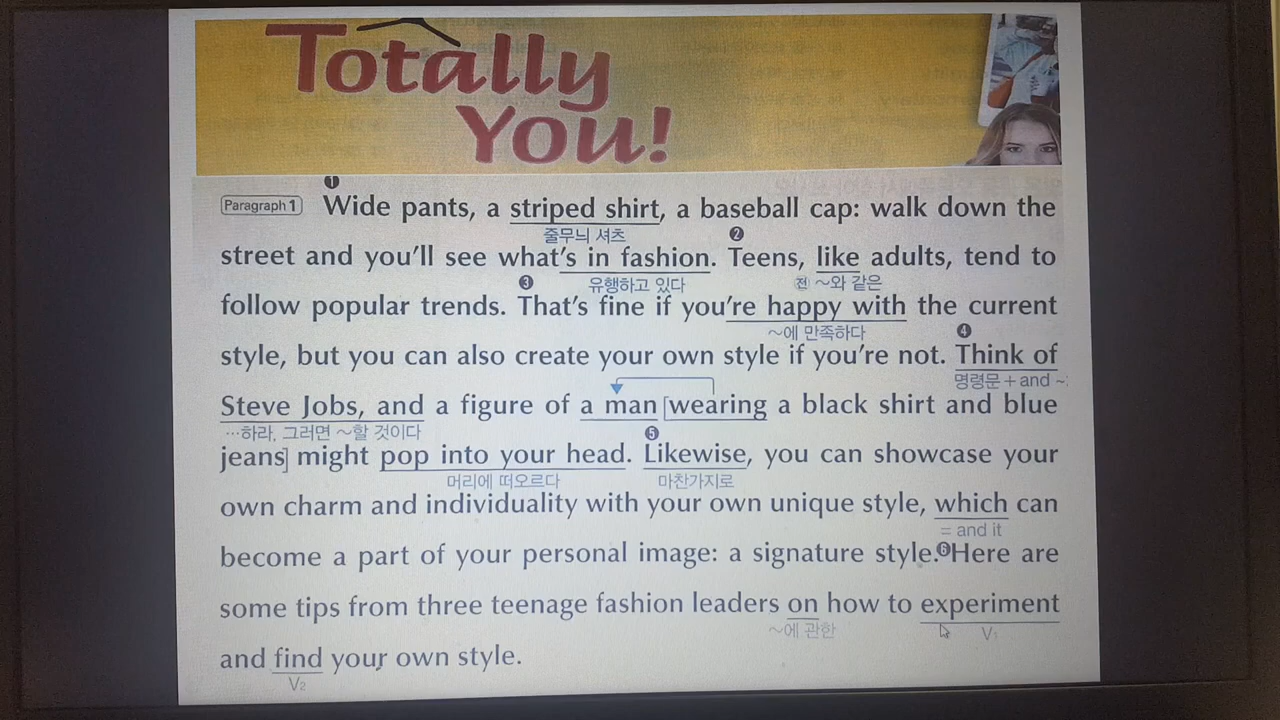 Totally
You!
❶
Paragraph 1 Wide pants, a striped shirt, a baseball cap: walk down the
줄무늬 셔츠 ❷
street and you'll see what's in fashion. Teens, like adults, tend to
❸ 유행하고 있다 전 ～와 같은
follow popular trends. That's fine if you're happy with the current
～에 만족하다 ❹
style, but you can also create your own style if you're not. Think of
명령문 + and ~:
Steve Jobs, and a figure of a man [wearing a black shirt and blue
…하라, 그러면 ～할 것이다 ❺
jeans] might pop into your head. Likewise, you can showcase your
머리에 떠오르다 마찬가지로
own charm and individuality with your own unique style, which can
= and it
become a part of your personal image: a signature style. ❻Here are
some tips from three teenage fashion leaders on how to experiment
～에 관한 V₁
and find your own style.
V₂